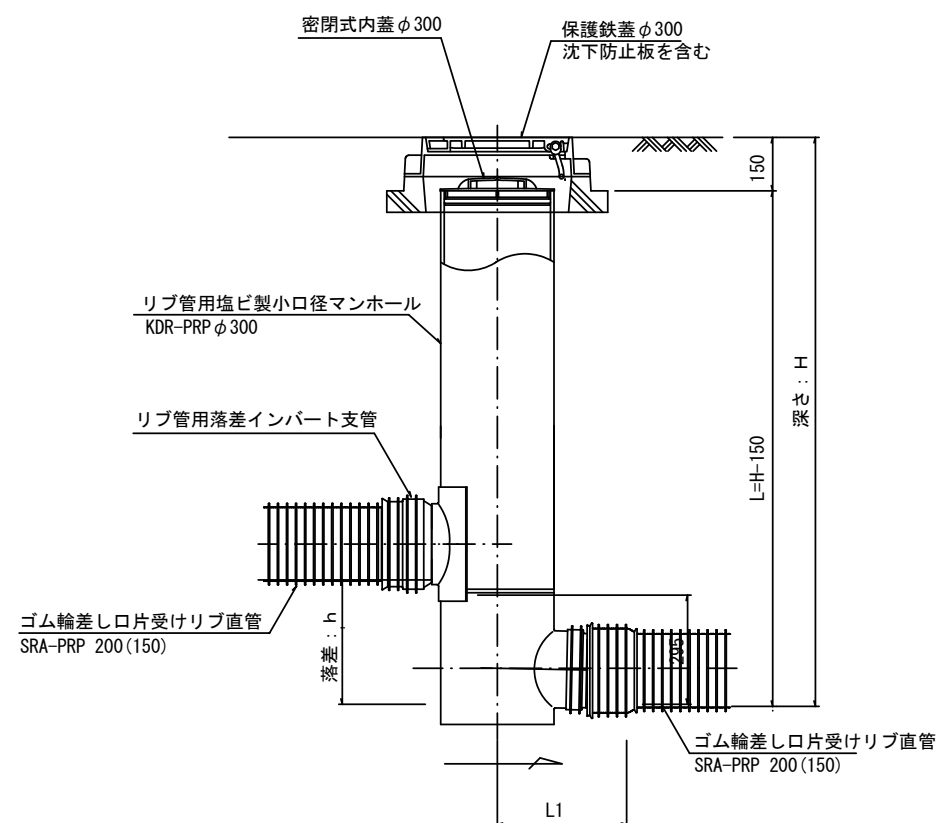 密閉式内蓋φ300
保護鉄蓋φ300
沈下防止板を含む
150
リブ管用塩ビ製小口径マンホール
KDR-PRPφ300
深さ：H
L=H-150
リブ管用落差インバート支管
ゴム輪差し口片受けリブ直管
SRA-PRP 200(150)
落差：h
295
ゴム輪差し口片受けリブ直管
SRA-PRP 200(150)
L1